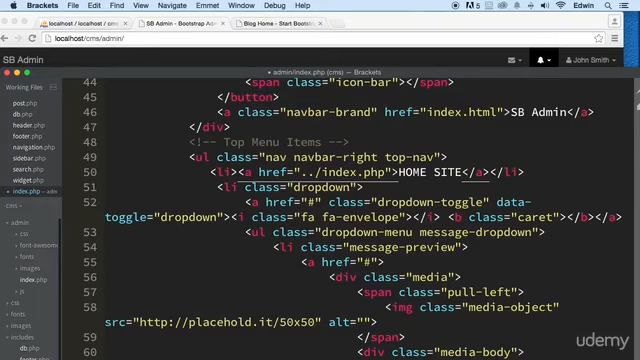 Brackets File Edit Find View Navigate Debug Help 5 Edwin
localhost / localhost / cms SB Admin - Bootstrap Adm Blog Home - Start Bootstra
localhost/cms/admin/
SB Admin John Smith
admin/index.php (cms) — Brackets
Working Files
post.php
db.php
header.php
footer.php
navigation.php
sidebar.php
search.php
widget.php
index.php
cms
admin
css
font-awesome
fonts
images
index.php
js
css
fonts
images
includes
db.php
footer.php
44 <span class="icon-bar"></span>
45 </button>
46 <a class="navbar-brand" href="index.html">SB Admin</a>
47 </div>
48 <!-- Top Menu Items -->
49 <ul class="nav navbar-right top-nav">
50 <li><a href="../index.php">HOME SITE</a></li>
51 <li class="dropdown">
52 <a href="#" class="dropdown-toggle" data-
toggle="dropdown"><i class="fa fa-envelope"></i> <b class="caret"></b></a>
53 <ul class="dropdown-menu message-dropdown">
54 <li class="message-preview">
55 <a href="#">
56 <div class="media">
57 <span class="pull-left">
58 <img class="media-object"
src="http://placehold.it/50x50" alt="">
59 </span>
60 <div class="media-body">
udemy